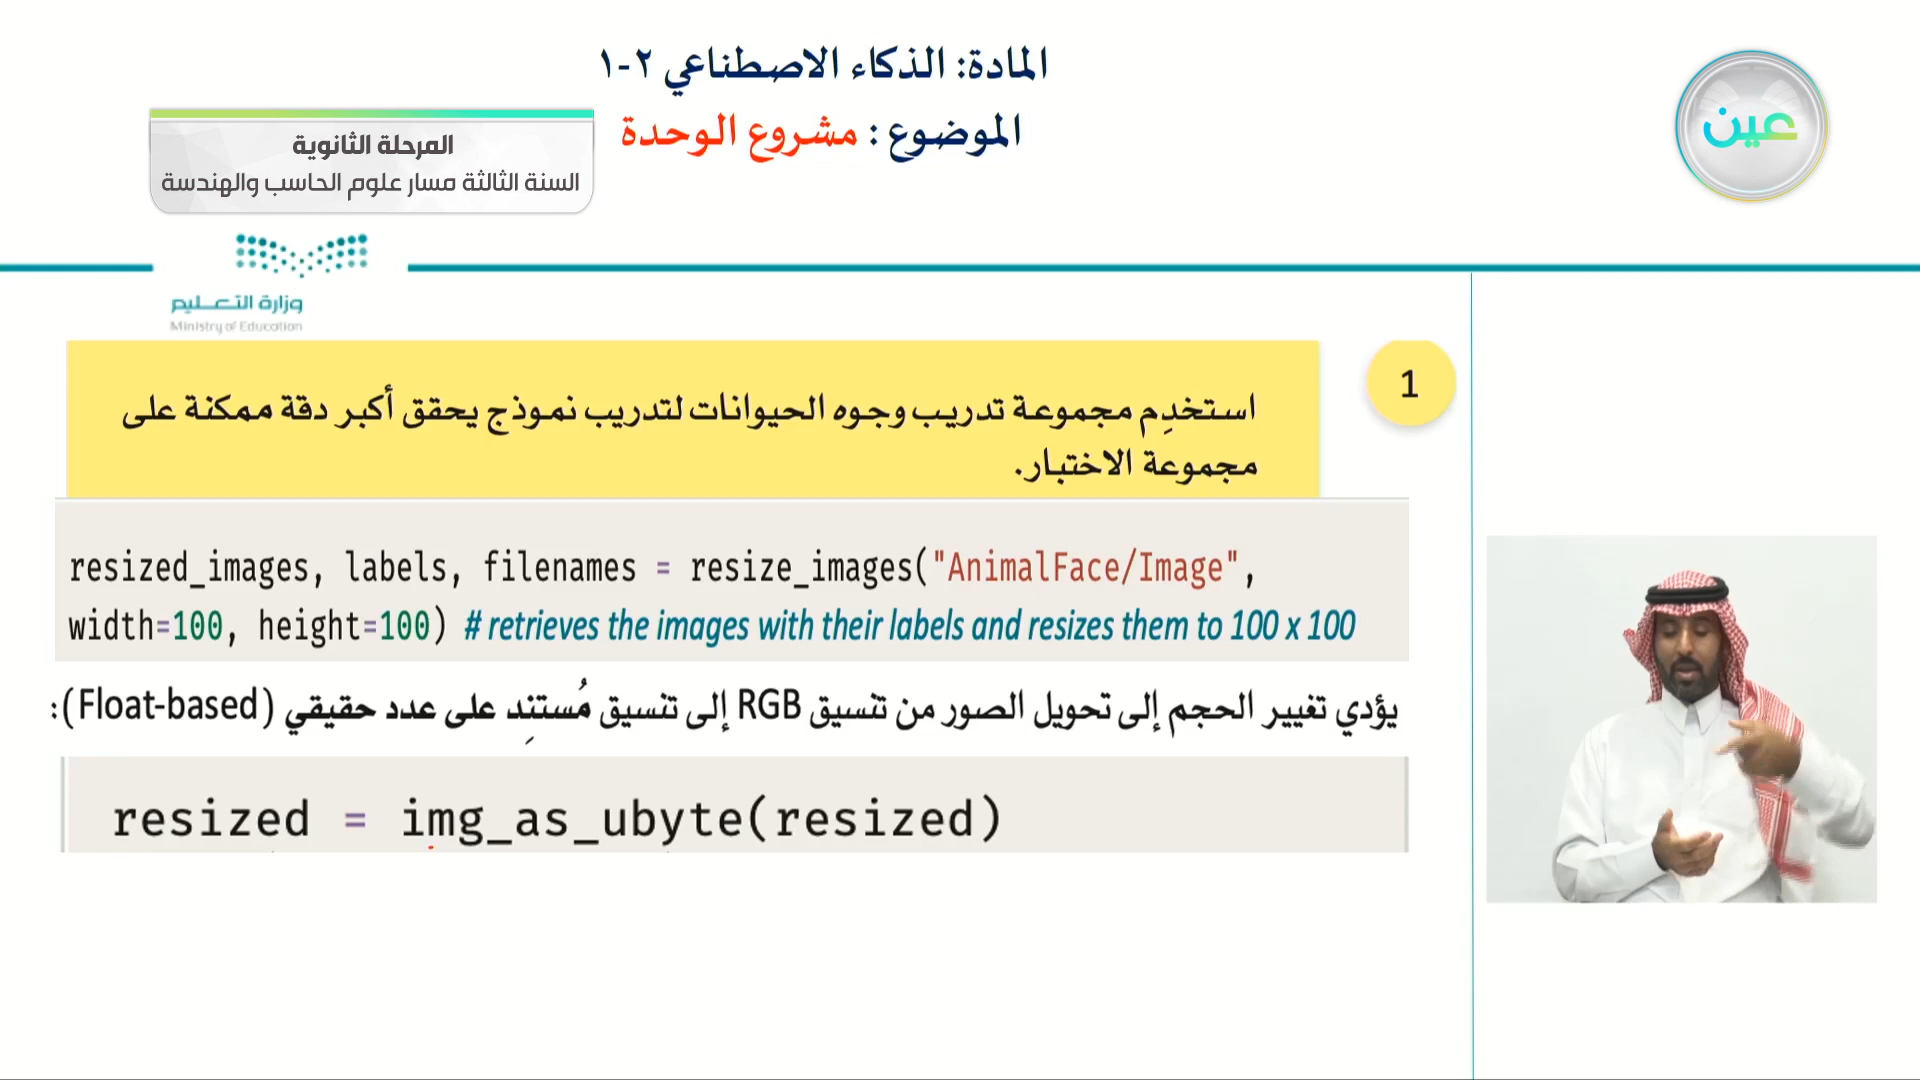 المادة: الذكاء الاصطناعي ٢-١
الموضوع : مشروع الوحدة
عين
المرحلة الثانوية
السنة الثالثة مسار علوم الحاسب والهندسة
وزارة التعليم
Ministry of Education
1
استخدِم مجموعة تدريب وجوه الحيوانات لتدريب نموذج يحقق أكبر دقة ممكنة على
مجموعة الاختبار.
resized_images, labels, filenames = resize_images("AnimalFace/Image",
width=100, height=100) # retrieves the images with their labels and resizes them to 100 x 100
يؤدي تغيير الحجم إلى تحويل الصور من تنسيق RGB إلى تنسيق مُستنِد على عدد حقيقي (Float-based):
resized = img_as_ubyte(resized)